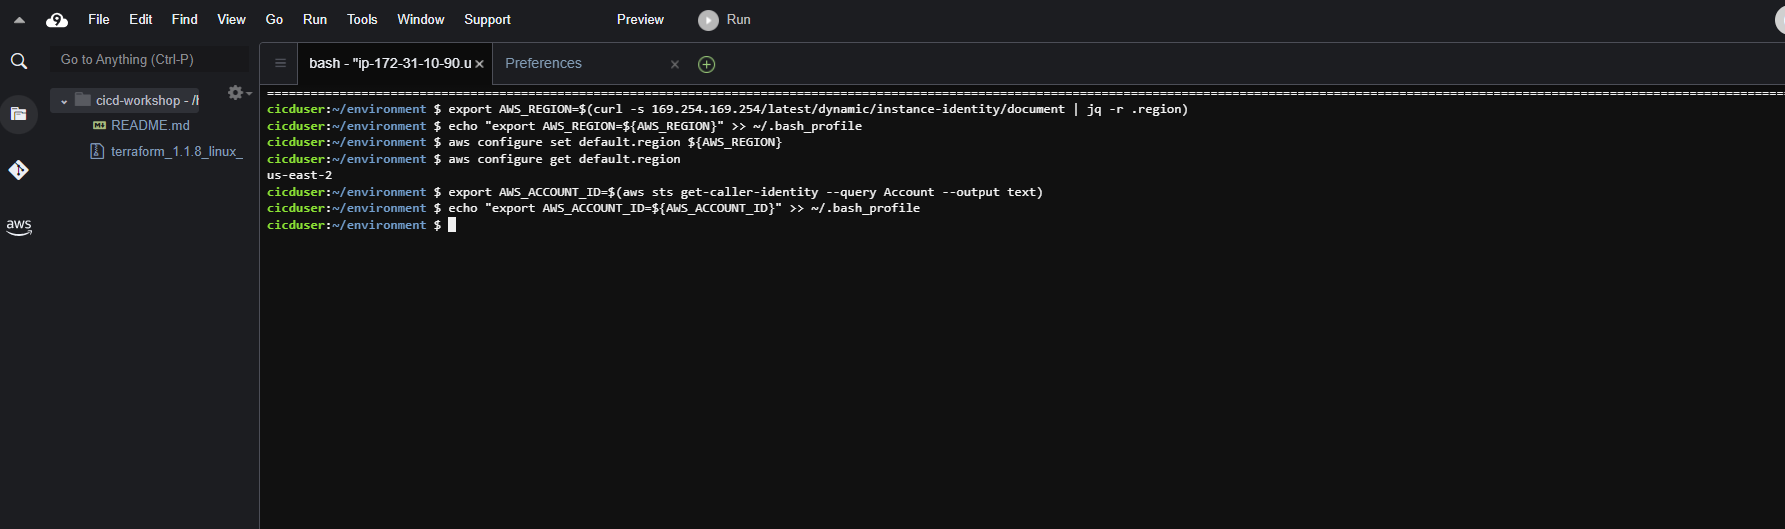 9 File Edit Find View Go Run Tools Window Support Preview Run
Go to Anything (Ctrl-P)
bash - "ip-172-31-10-90.u × Preferences ×
cicd-workshop - /h
README.md
terraform_1.1.8_linux_
aws
cicduser:~/environment $ export AWS_REGION=$(curl -s 169.254.169.254/latest/dynamic/instance-identity/document | jq -r .region)
cicduser:~/environment $ echo "export AWS_REGION=${AWS_REGION}" >> ~/.bash_profile
cicduser:~/environment $ aws configure set default.region ${AWS_REGION}
cicduser:~/environment $ aws configure get default.region
us-east-2
cicduser:~/environment $ export AWS_ACCOUNT_ID=$(aws sts get-caller-identity --query Account --output text)
cicduser:~/environment $ echo "export AWS_ACCOUNT_ID=${AWS_ACCOUNT_ID}" >> ~/.bash_profile
cicduser:~/environment $